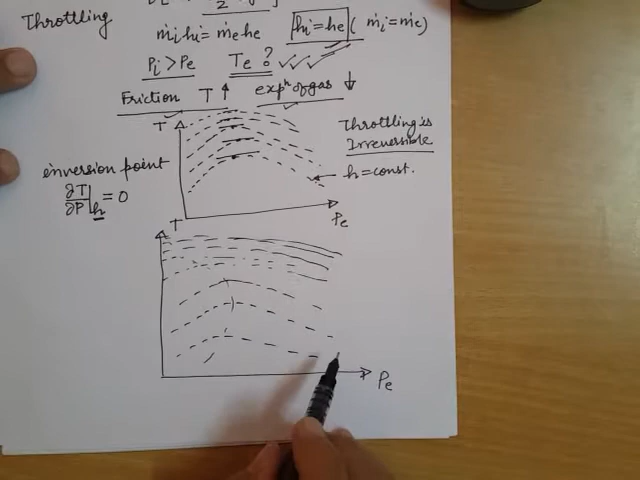 Throttling
2
ṁihi = ṁehe   hi = he ( ṁi = ṁe)
Pi > Pe   Te ?
Friction T↑   expⁿ of gas ↓
T
Throttling is
Irreversible
h = const.
inversion point
∂T/∂P|h = 0
Pe
T
Pe